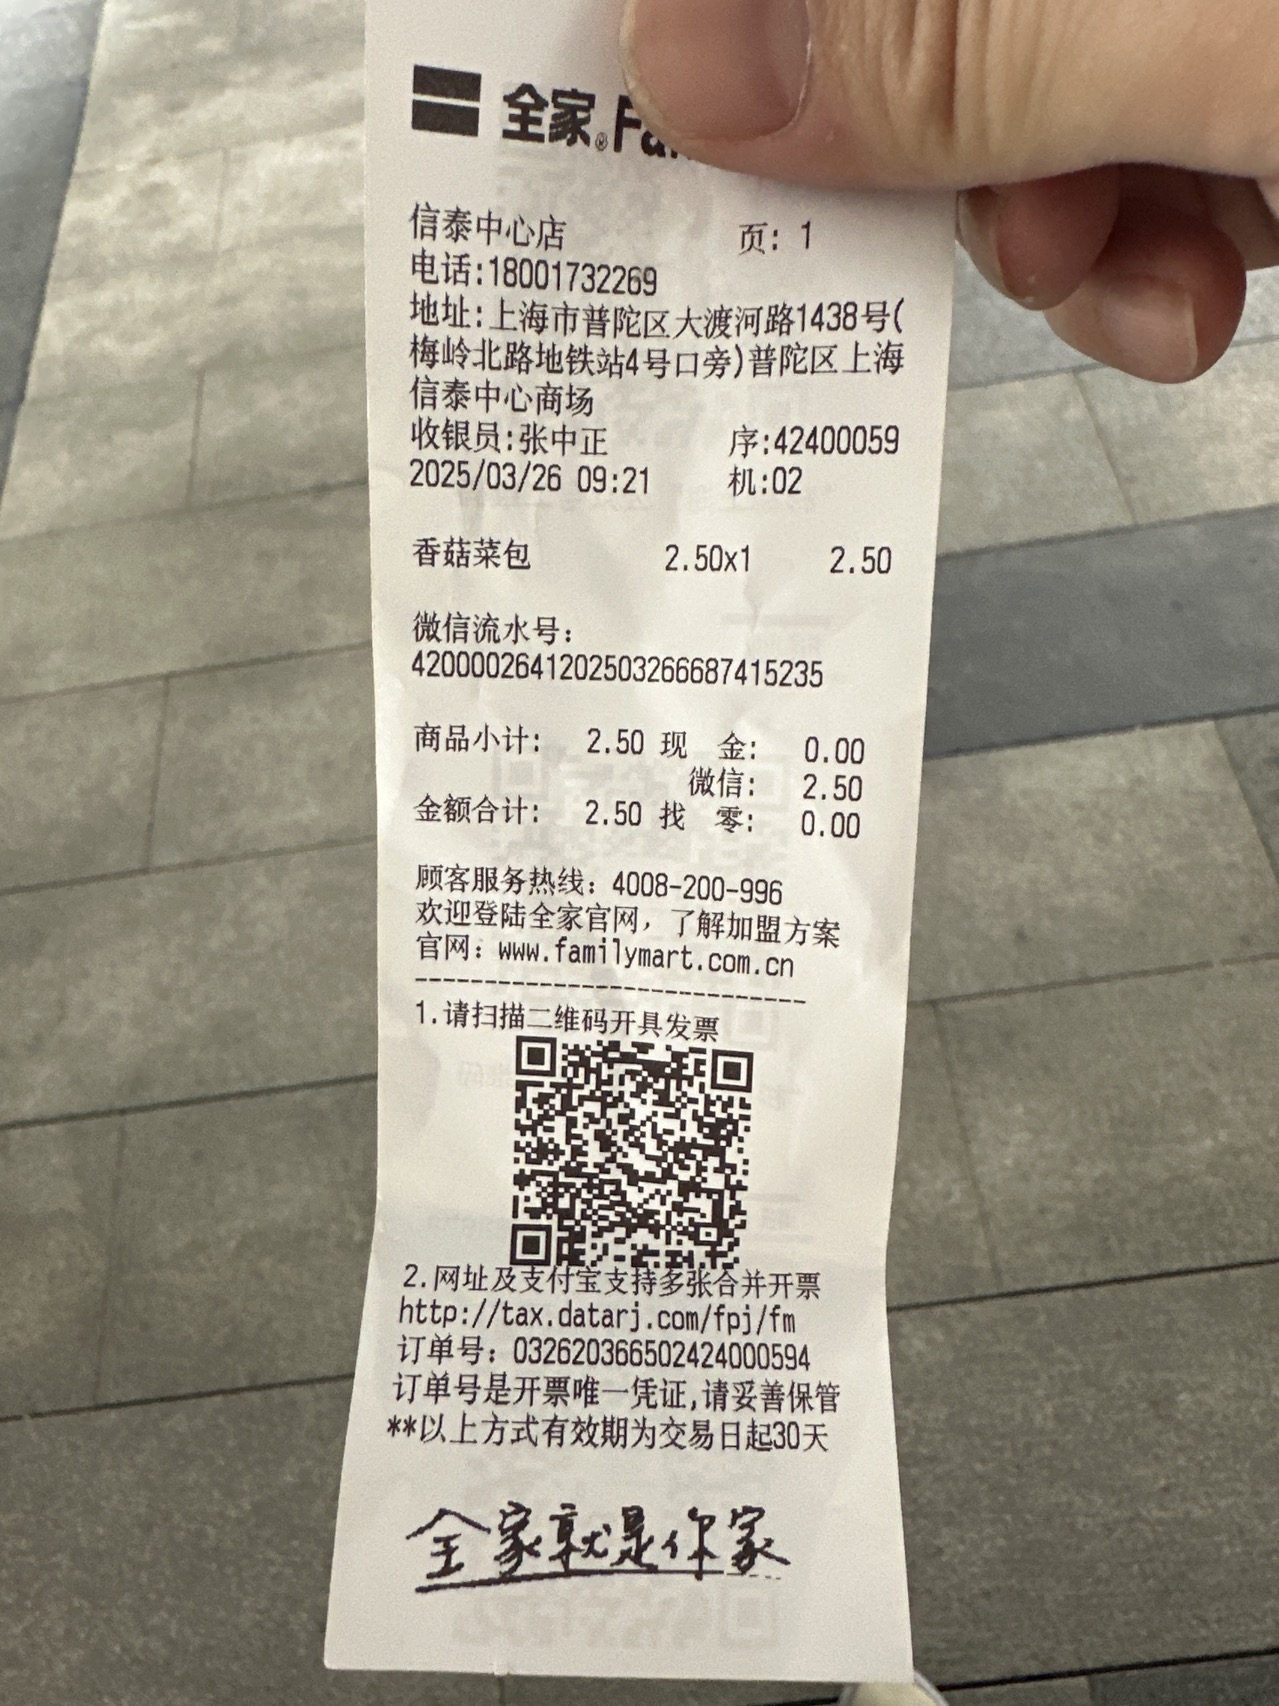 全家®Fa
信泰中心店 页: 1
电话:18001732269
地址:上海市普陀区大渡河路1438号(
梅岭北路地铁站4号口旁)普陀区上海
信泰中心商场
收银员:张中正 序:42400059
2025/03/26 09:21 机:02
香菇菜包 2.50x1 2.50
微信流水号:
4200002641202503266687415235
商品小计: 2.50 现 金: 0.00
微信: 2.50
金额合计: 2.50 找 零: 0.00
顾客服务热线: 4008-200-996
欢迎登陆全家官网, 了解加盟方案
官网: www.familymart.com.cn
1.请扫描二维码开具发票
2.网址及支付宝支持多张合并开票
http://tax.datarj.com/fpj/fm
订单号: 032620366502424000594
订单号是开票唯一凭证,请妥善保管
**以上方式有效期为交易日起30天
全家就是你家